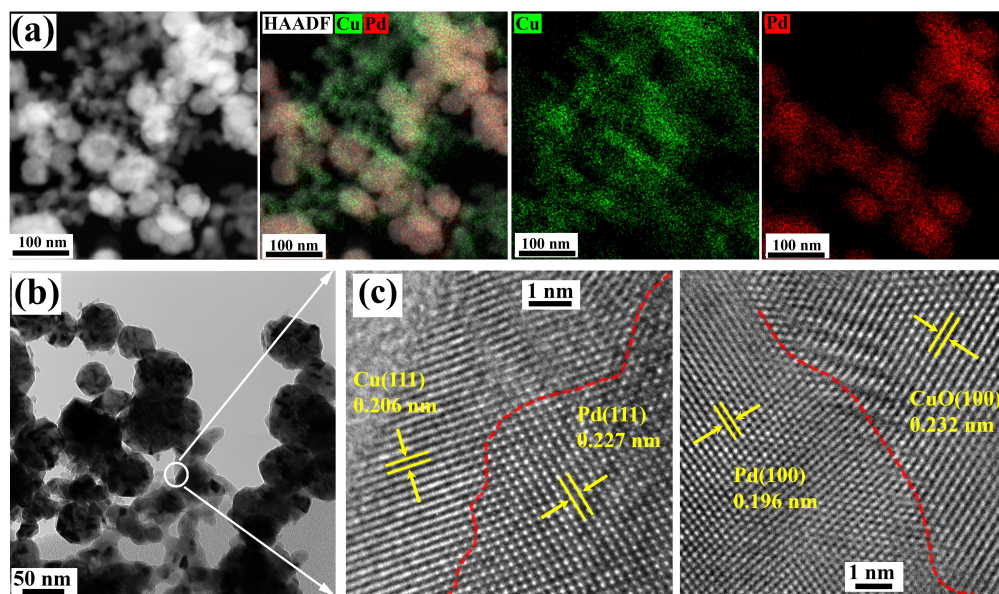 (a)
HAADF Cu Pd
Cu
Pd
100 nm
100 nm
100 nm
100 nm
(b)
50 nm
(c)
1 nm
Cu(111)
0.206 nm
Pd(111)
0.227 nm
CuO(100)
0.232 nm
Pd(100)
0.196 nm
1 nm